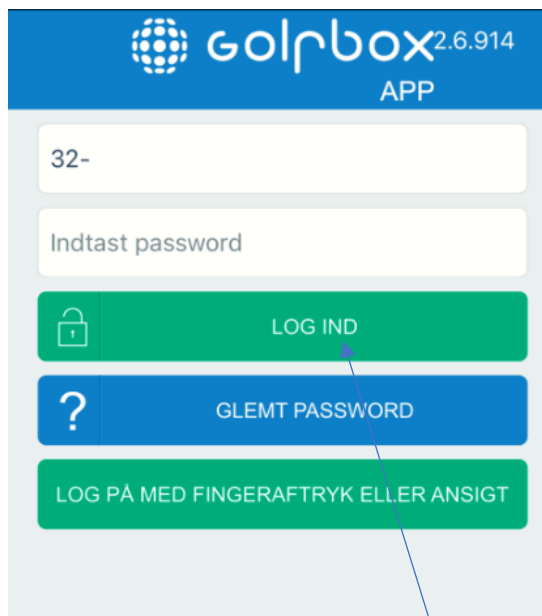 GOLFBOX 2.6.914
APP
32-
Indtast password
LOG IND
? GLEMT PASSWORD
LOG PÅ MED FINGERAFTRYK ELLER ANSIGT